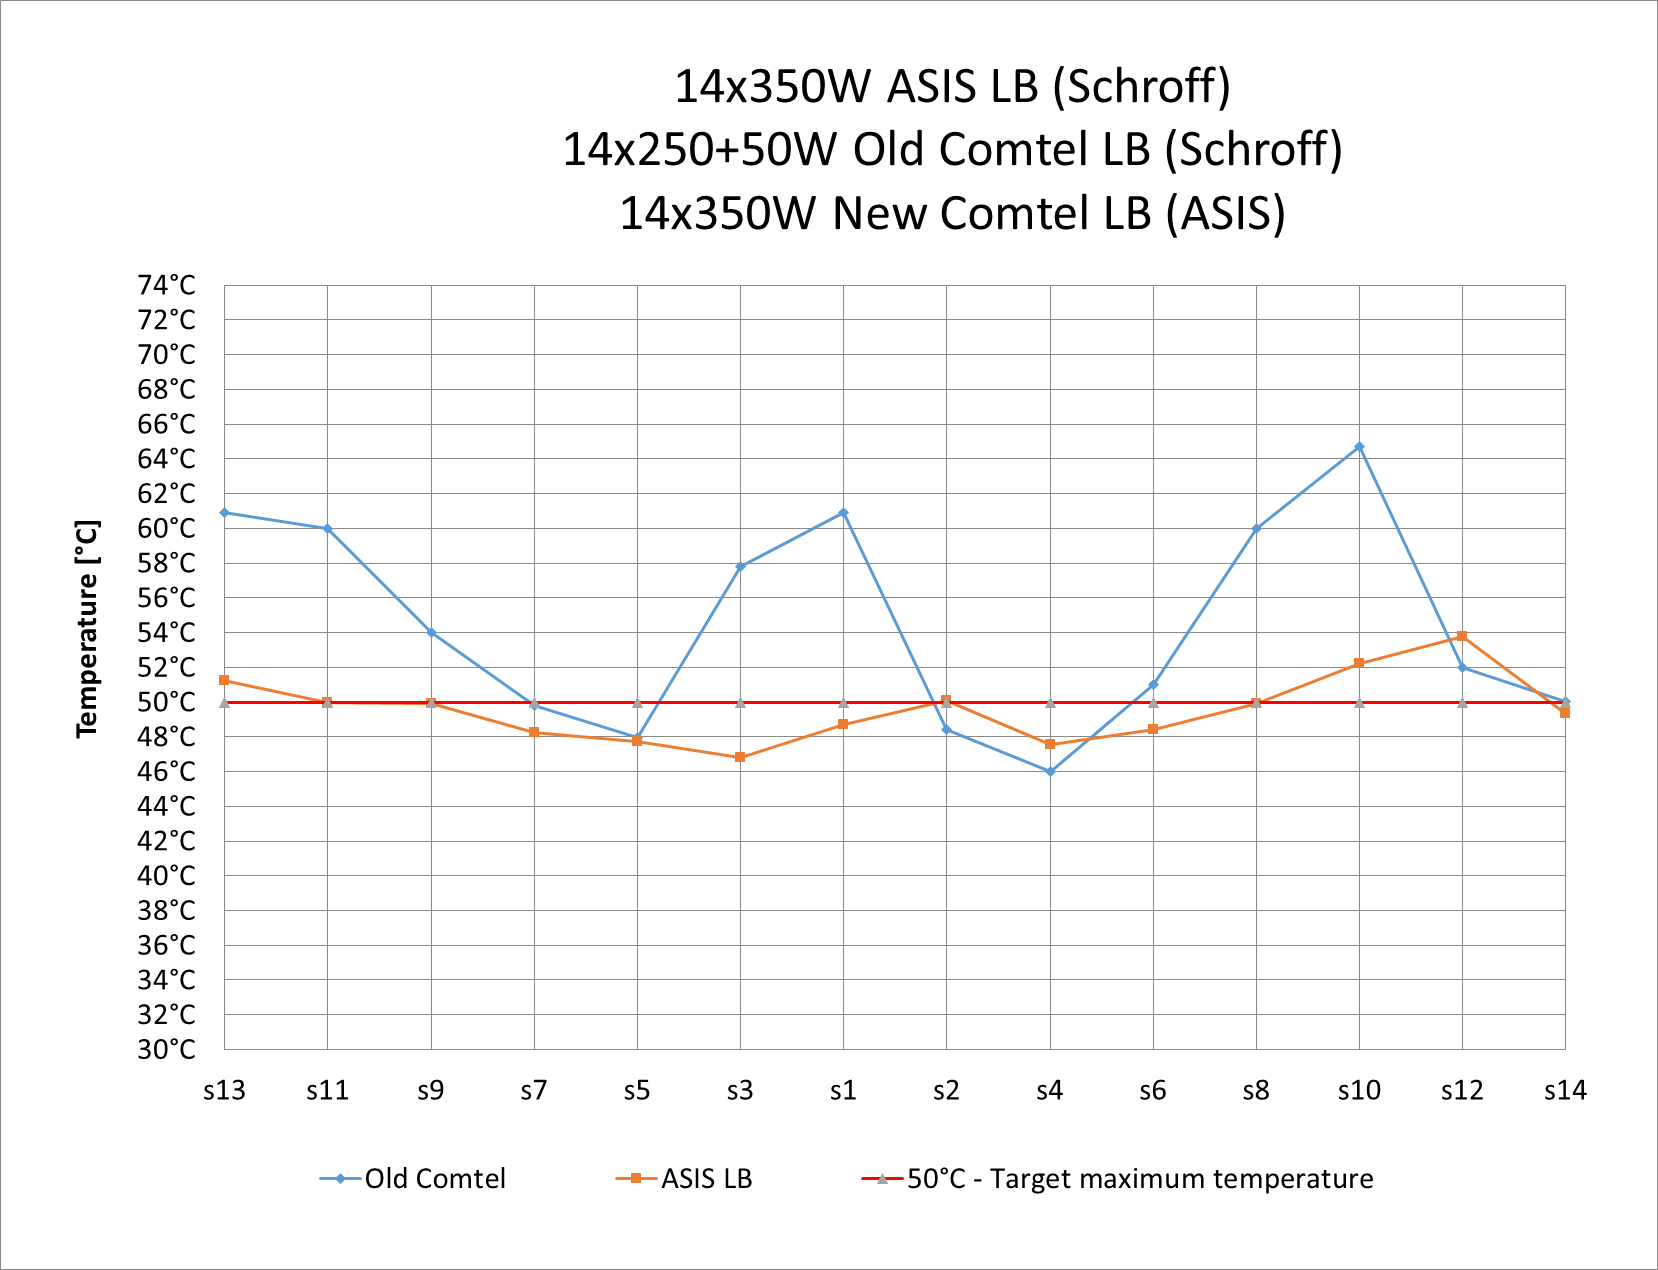 14x350W ASIS LB (Schroff)
14x250+50W Old Comtel LB (Schroff)
14x350W New Comtel LB (ASIS)
74°C
72°C
70°C
68°C
66°C
64°C
62°C
60°C
58°C
56°C
54°C
52°C
50°C
48°C
46°C
44°C
42°C
40°C
38°C
36°C
34°C
32°C
30°C
Temperature [°C]
s13 s11 s9 s7 s5 s3 s1 s2 s4 s6 s8 s10 s12 s14
Old Comtel ASIS LB 50°C - Target maximum temperature